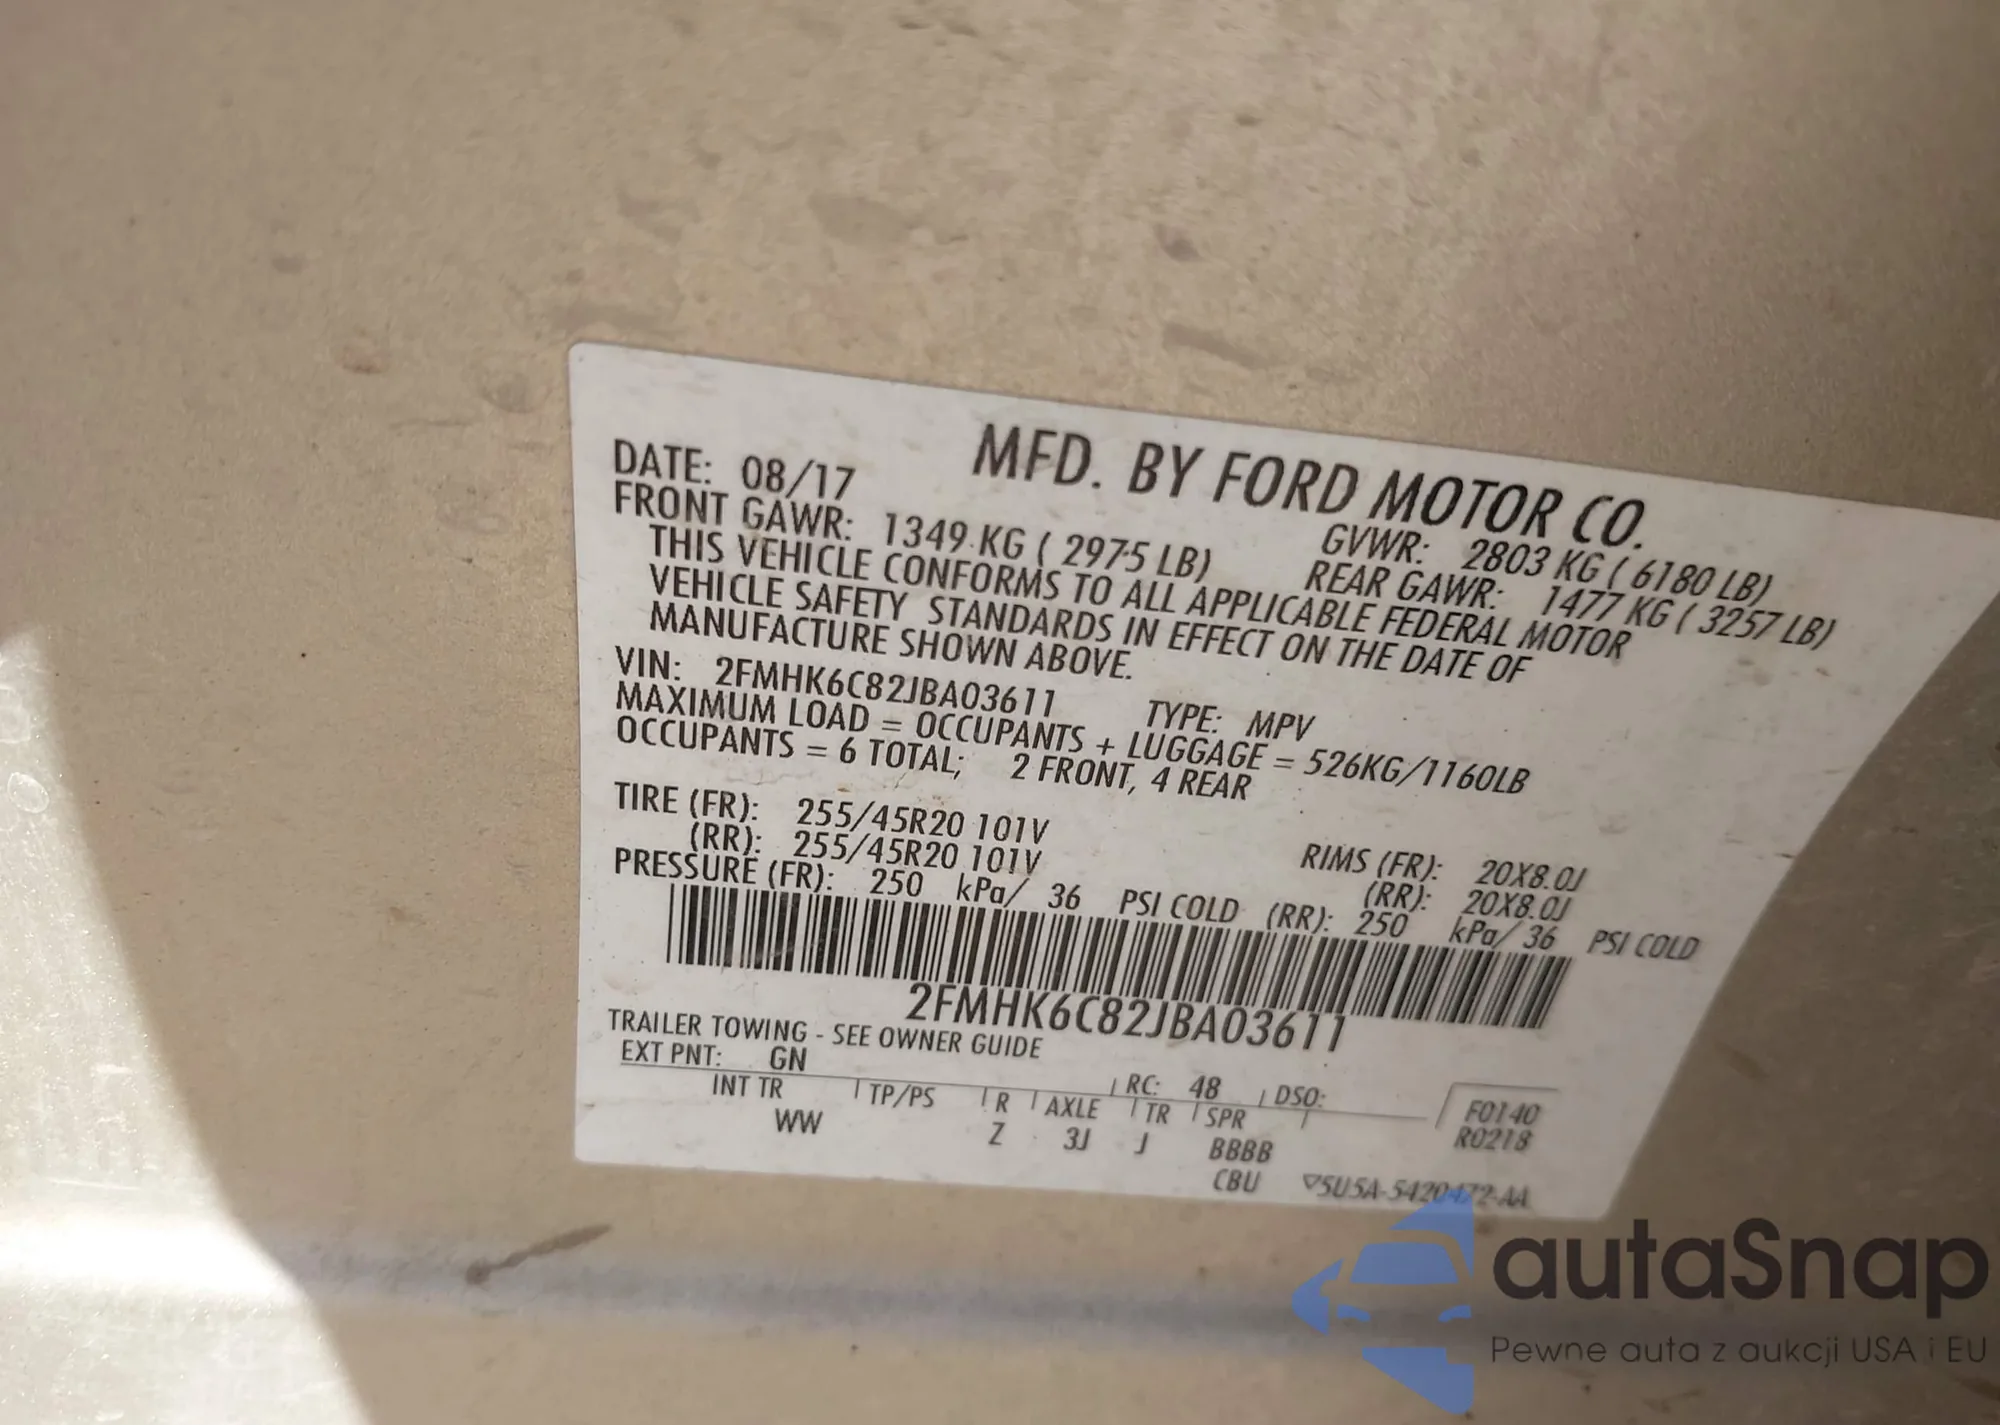 MFD. BY FORD MOTOR CO.
DATE: 08/17 GVWR: 2803 KG ( 6180 LB)
FRONT GAWR: 1349 KG ( 2975 LB) REAR GAWR: 1477 KG ( 3257 LB)
THIS VEHICLE CONFORMS TO ALL APPLICABLE FEDERAL MOTOR
VEHICLE SAFETY STANDARDS IN EFFECT ON THE DATE OF
MANUFACTURE SHOWN ABOVE.
VIN: 2FMHK6C82JBA03611 TYPE: MPV
MAXIMUM LOAD = OCCUPANTS + LUGGAGE = 526KG/1160LB
OCCUPANTS = 6 TOTAL; 2 FRONT, 4 REAR
TIRE (FR): 255/45R20 101V RIMS (FR): 20X8.0J
(RR): 255/45R20 101V (RR): 20X8.0J
PRESSURE (FR): 250 kPa/ 36 PSI COLD (RR): 250 kPa/ 36 PSI COLD
2FMHK6C82JBA03611
TRAILER TOWING - SEE OWNER GUIDE
EXT PNT: GN RC: 48 DSO: F0140
INT TR TP/PS R AXLE TR SPR R0218
WW Z 3J J BBBB
CBU ▽5U5A-5420472-AA
autaSnap
Pewne auta z aukcji USA i EU